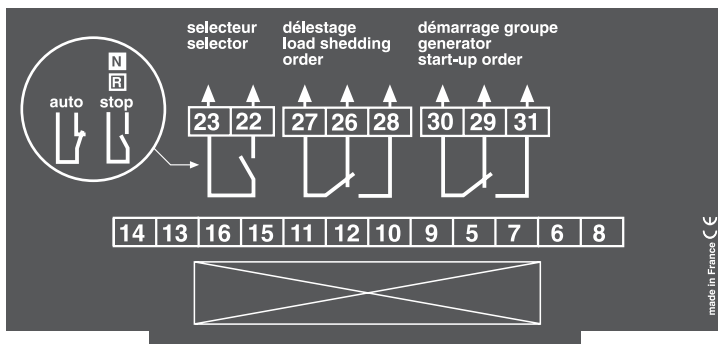 selecteur
selector
délestage
load shedding
order
démarrage groupe
generator
start-up order
N
R
auto stop
23 22 27 26 28 30 29 31
14 13 16 15 11 12 10 9 5 7 6 8
made in France CE